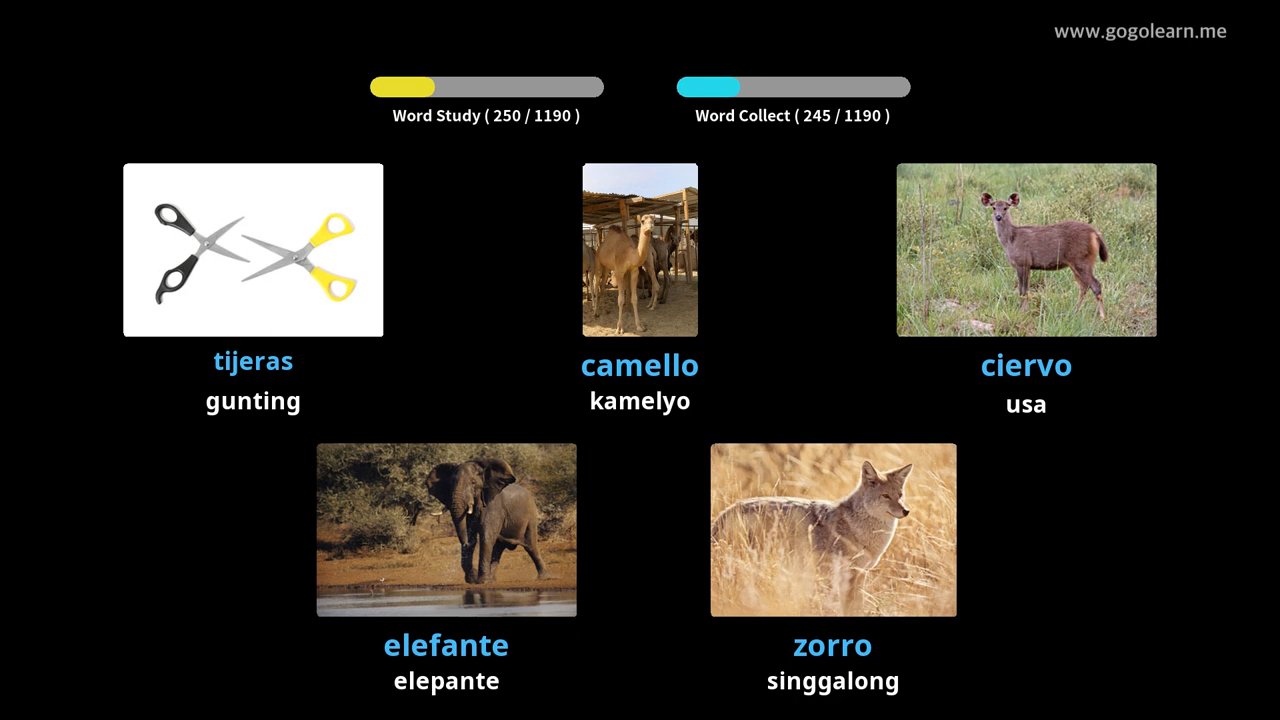 www.gogolearn.me
Word Study ( 250 / 1190 )
Word Collect ( 245 / 1190 )
tijeras
gunting
camello
kamelyo
ciervo
usa
elefante
elepante
zorro
singgalong